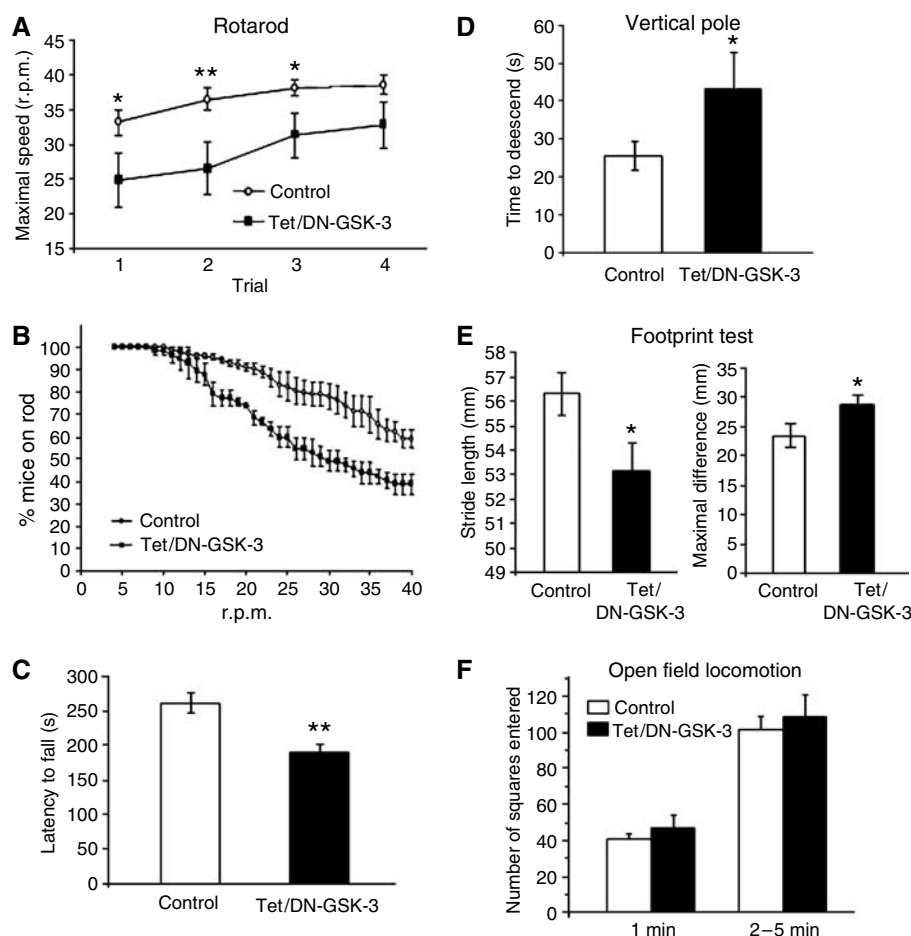 A
Rotarod
Maximal speed (r.p.m.)
45
40
35
30
25
20
15
*
**
*
Control
Tet/DN-GSK-3
1 2 3 4
Trial
B
% mice on rod
100
90
80
70
60
50
40
30
20
10
0
Control
Tet/DN-GSK-3
0 5 10 15 20 25 30 35 40
r.p.m.
C
Latency to fall (s)
300
250
200
150
100
50
0
**
Control Tet/DN-GSK-3
D
Vertical pole
Time to deescend (s)
60
40
20
0
*
Control Tet/DN-GSK-3
E
Footprint test
Stride length (mm)
58
57
56
55
54
53
52
51
50
49
*
Control Tet/
DN-GSK-3
Maximal difference (mm)
35
30
25
20
15
10
5
0
*
Control Tet/
DN-GSK-3
F
Open field locomotion
Number of squares entered
120
100
80
60
40
20
0
Control
Tet/DN-GSK-3
1 min 2–5 min